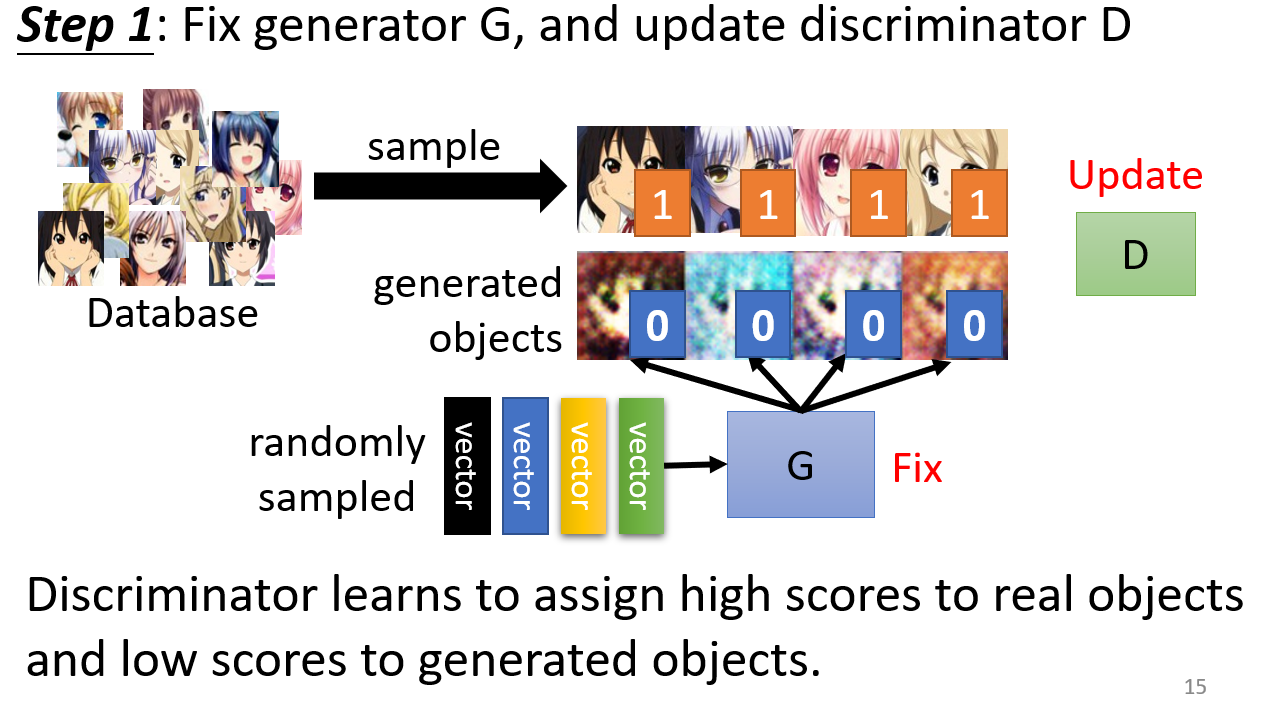 Step 1: Fix generator G, and update discriminator D
sample
Update
1 1 1 1
D
generated
objects
0 0 0 0
Database
randomly
sampled
vector vector vector vector
G
Fix
Discriminator learns to assign high scores to real objects
and low scores to generated objects.
15